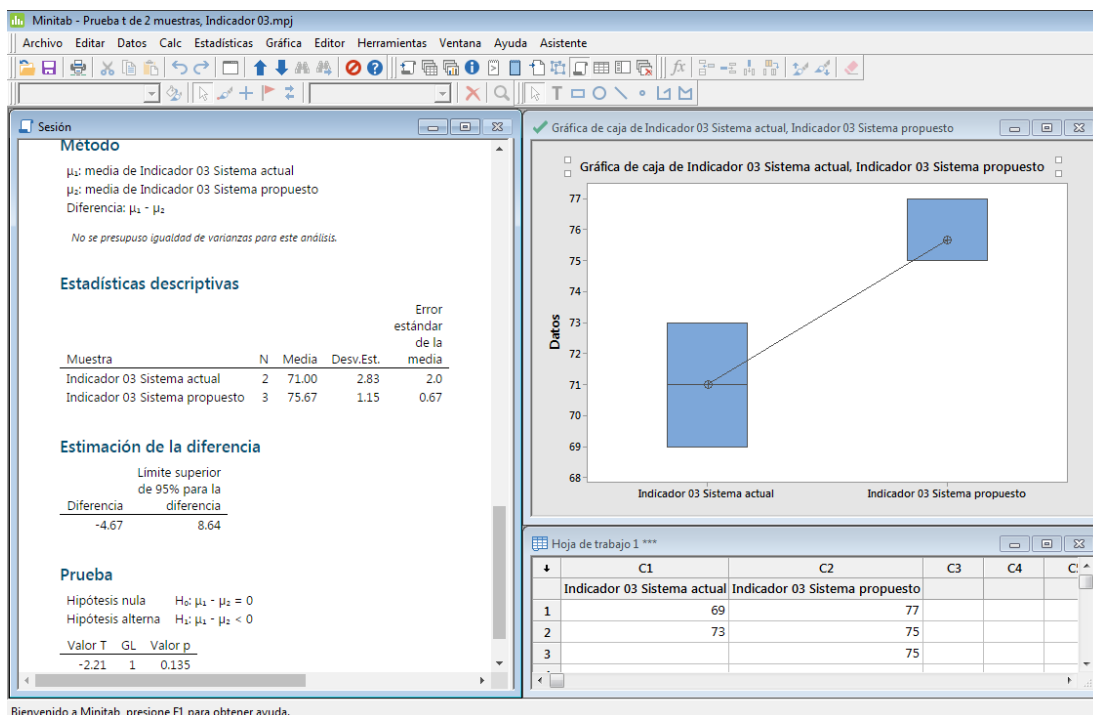 Minitab - Prueba t de 2 muestras, Indicador 03.mpj
Archivo Editar Datos Calc Estadísticas Gráfica Editor Herramientas Ventana Ayuda Asistente
Sesión
Método
μ₁: media de Indicador 03 Sistema actual
μ₂: media de Indicador 03 Sistema propuesto
Diferencia: μ₁ - μ₂
No se presupuso igualdad de varianzas para este análisis.
Estadísticas descriptivas
Error
estándar
de la
Muestra N Media Desv.Est. media
Indicador 03 Sistema actual 2 71.00 2.83 2.0
Indicador 03 Sistema propuesto 3 75.67 1.15 0.67
Estimación de la diferencia
Límite superior
de 95% para la
Diferencia diferencia
-4.67 8.64
Prueba
Hipótesis nula H₀: μ₁ - μ₂ = 0
Hipótesis alterna H₁: μ₁ - μ₂ < 0
Valor T GL Valor p
-2.21 1 0.135
Gráfica de caja de Indicador 03 Sistema actual, Indicador 03 Sistema propuesto
Gráfica de caja de Indicador 03 Sistema actual, Indicador 03 Sistema propuesto
77
76
75
74
73
72
71
70
69
68
Datos
Indicador 03 Sistema actual Indicador 03 Sistema propuesto
Hoja de trabajo 1 ***
C1 C2 C3 C4
Indicador 03 Sistema actual Indicador 03 Sistema propuesto
1 69 77
2 73 75
3 75
Bienvenido a Minitab, presione F1 para obtener ayuda.